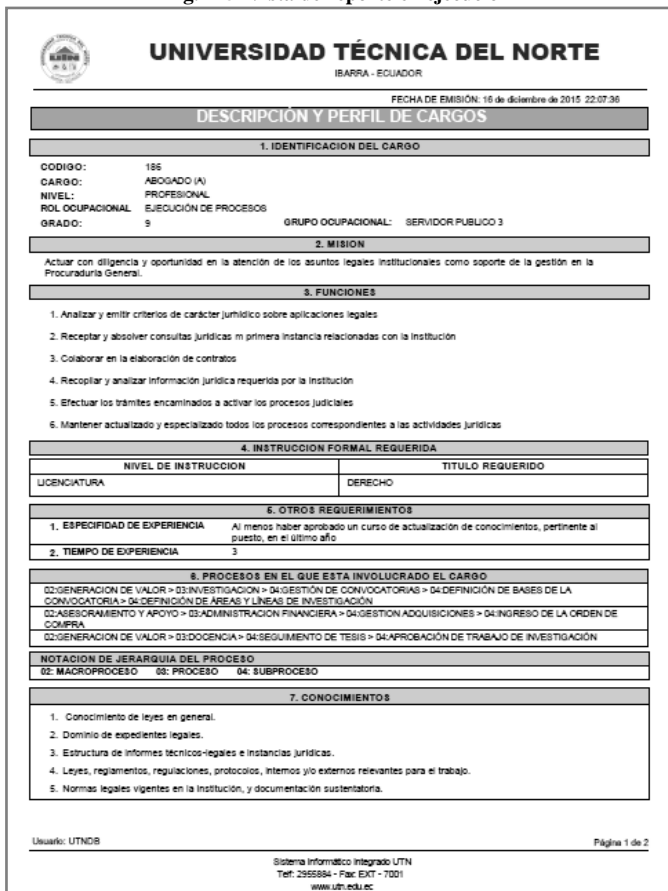 UNIVERSIDAD TÉCNICA DEL NORTE
IBARRA - ECUADOR
FECHA DE EMISIÓN: 16 de diciembre de 2015 22:07:36
DESCRIPCIÓN Y PERFIL DE CARGOS
1. IDENTIFICACION DEL CARGO
CODIGO: 186
CARGO: ABOGADO (A)
NIVEL: PROFESIONAL
ROL OCUPACIONAL EJECUCIÓN DE PROCESOS
GRADO: 9 GRUPO OCUPACIONAL: SERVIDOR PUBLICO 3
2. MISION
Actuar con diligencia y oportunidad en la atención de los asuntos legales institucionales como soporte de la gestión en la
Procuraduría General.
3. FUNCIONES
1. Analizar y emitir criterios de carácter jurhídico sobre aplicaciones legales
2. Receptar y absolver consultas jurídicas m primera instancia relacionadas con la institución
3. Colaborar en la elaboración de contratos
4. Recopilar y analizar información jurídica requerida por la institución
5. Efectuar los trámites encaminados a activar los procesos judiciales
6. Mantener actualizado y especializado todos los procesos correspondientes a las actividades jurídicas
4. INSTRUCCION FORMAL REQUERIDA
NIVEL DE INSTRUCCION TITULO REQUERIDO
LICENCIATURA DERECHO
5. OTROS REQUERIMIENTOS
1. ESPECIFIDAD DE EXPERIENCIA Al menos haber aprobado un curso de actualización de conocimientos, pertinente al
puesto, en el último año
2. TIEMPO DE EXPERIENCIA 3
6. PROCESOS EN EL QUE ESTA INVOLUCRADO EL CARGO
02:GENERACION DE VALOR > 03:INVESTIGACION > 04:GESTIÓN DE CONVOCATORIAS > 04:DEFINICIÓN DE BASES DE LA
CONVOCATORIA > 04:DEFINICIÓN DE ÁREAS Y LÍNEAS DE INVESTIGACIÓN
02:ASESORAMIENTO Y APOYO > 03:ADMINISTRACION FINANCIERA > 04:GESTION ADQUISICIONES > 04:INGRESO DE LA ORDEN DE
COMPRA
02:GENERACION DE VALOR > 03:DOCENCIA > 04:SEGUIMIENTO DE TESIS > 04:APROBACIÓN DE TRABAJO DE INVESTIGACIÓN
NOTACION DE JERARQUIA DEL PROCESO
02: MACROPROCESO 03: PROCESO 04: SUBPROCESO
7. CONOCIMIENTOS
1. Conocimiento de leyes en general.
2. Dominio de expedientes legales.
3. Estructura de informes técnicos-legales e instancias jurídicas.
4. Leyes, reglamentos, regulaciones, protocolos, internos y/o externos relevantes para el trabajo.
5. Normas legales vigentes en la institución, y documentación sustentatoria.
Usuario: UTNDB Página 1 de 2
Sistema Informático Integrado UTN
Telf: 2955884 - Fax: EXT - 7001
www.utn.edu.ec